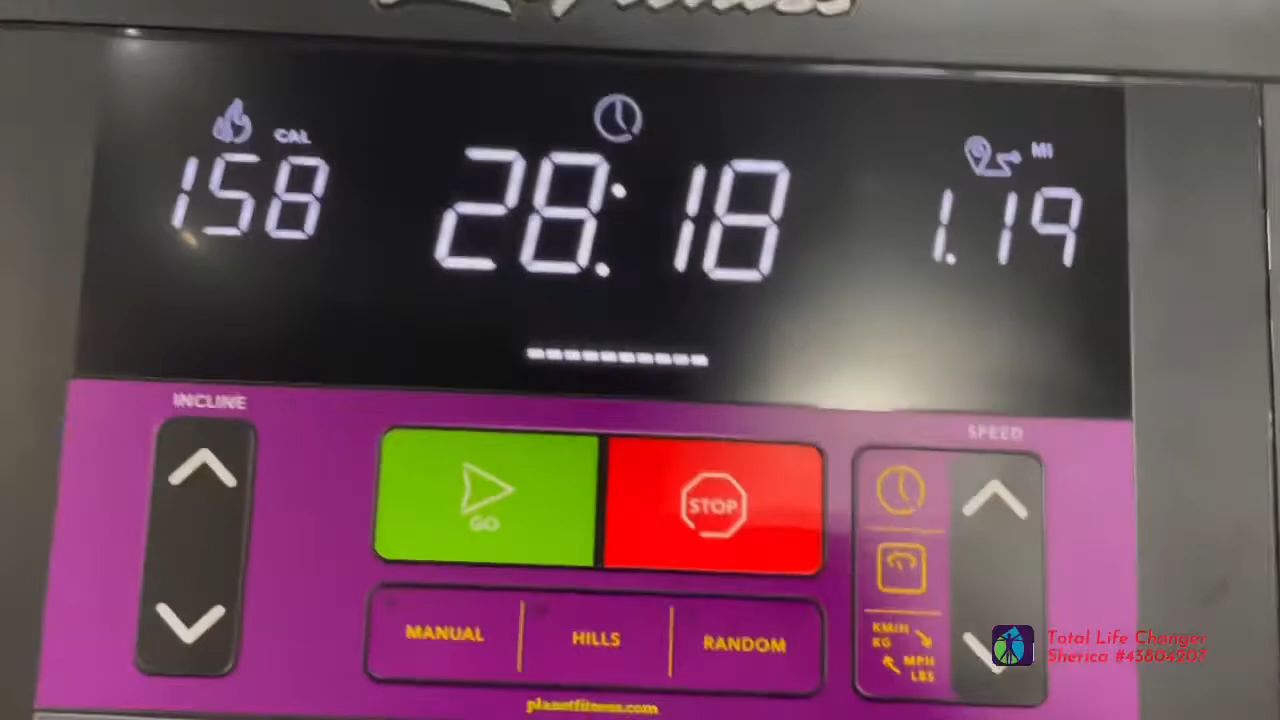 CAL
MI
158
28:18
1.19
INCLINE
SPEED
GO
STOP
MANUAL
HILLS
RANDOM
KM/H
KG
MPH
LBS
planetfitness.com
Total Life Changer
Sherica #43804207